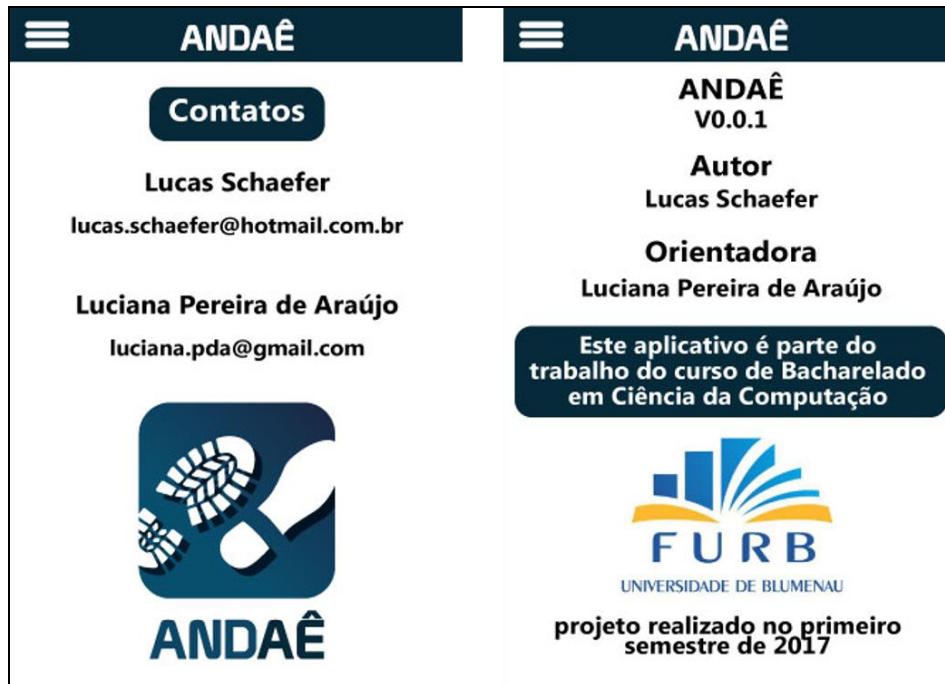 ANDAÊ
Contatos
Lucas Schaefer
lucas.schaefer@hotmail.com.br
Luciana Pereira de Araújo
luciana.pda@gmail.com
ANDAÊ
ANDAÊ
ANDAÊ
V0.0.1
Autor
Lucas Schaefer
Orientadora
Luciana Pereira de Araújo
Este aplicativo é parte do
trabalho do curso de Bacharelado
em Ciência da Computação
FURB
UNIVERSIDADE DE BLUMENAU
projeto realizado no primeiro
semestre de 2017